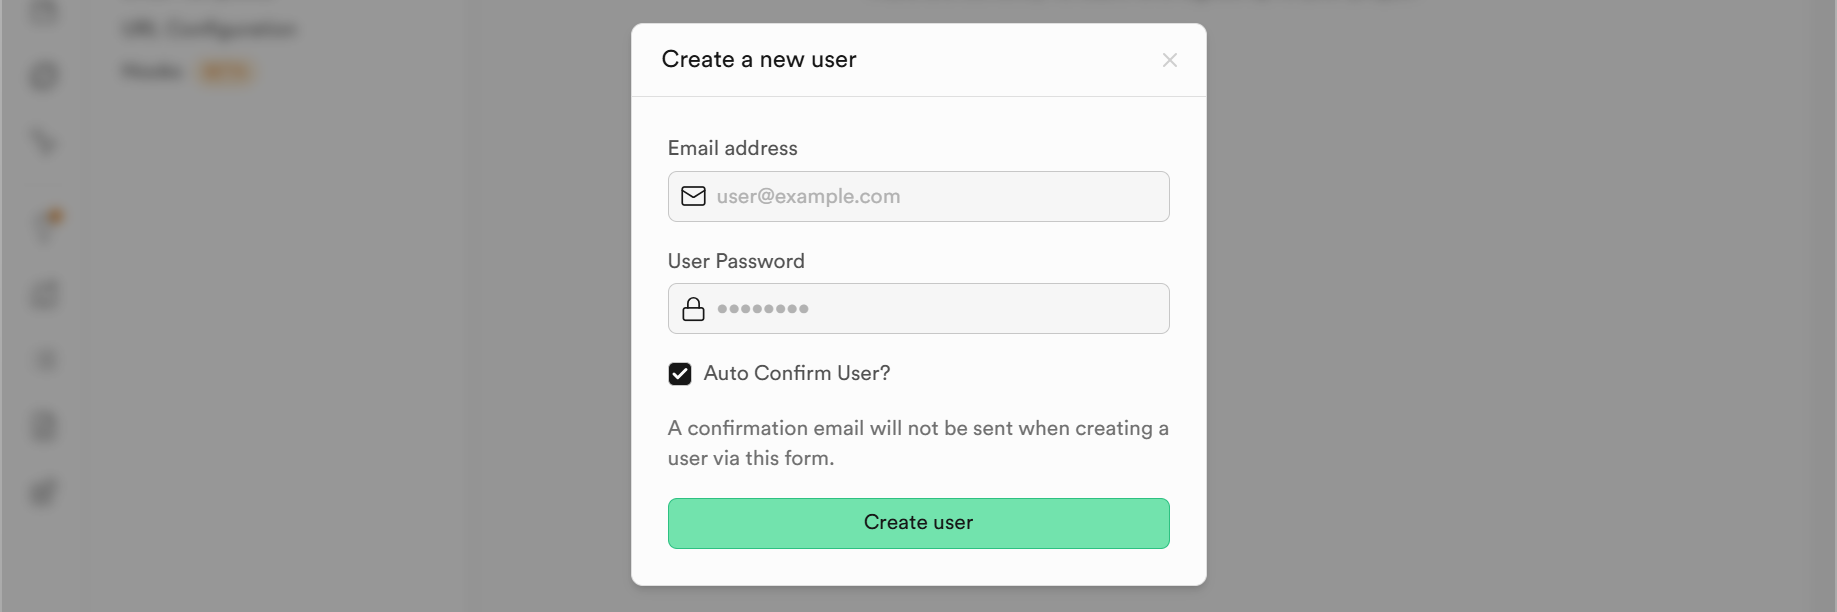 URL Configuration
Hooks BETA
Create a new user
Email address
user@example.com
User Password
Auto Confirm User?
A confirmation email will not be sent when creating a
user via this form.
Create user